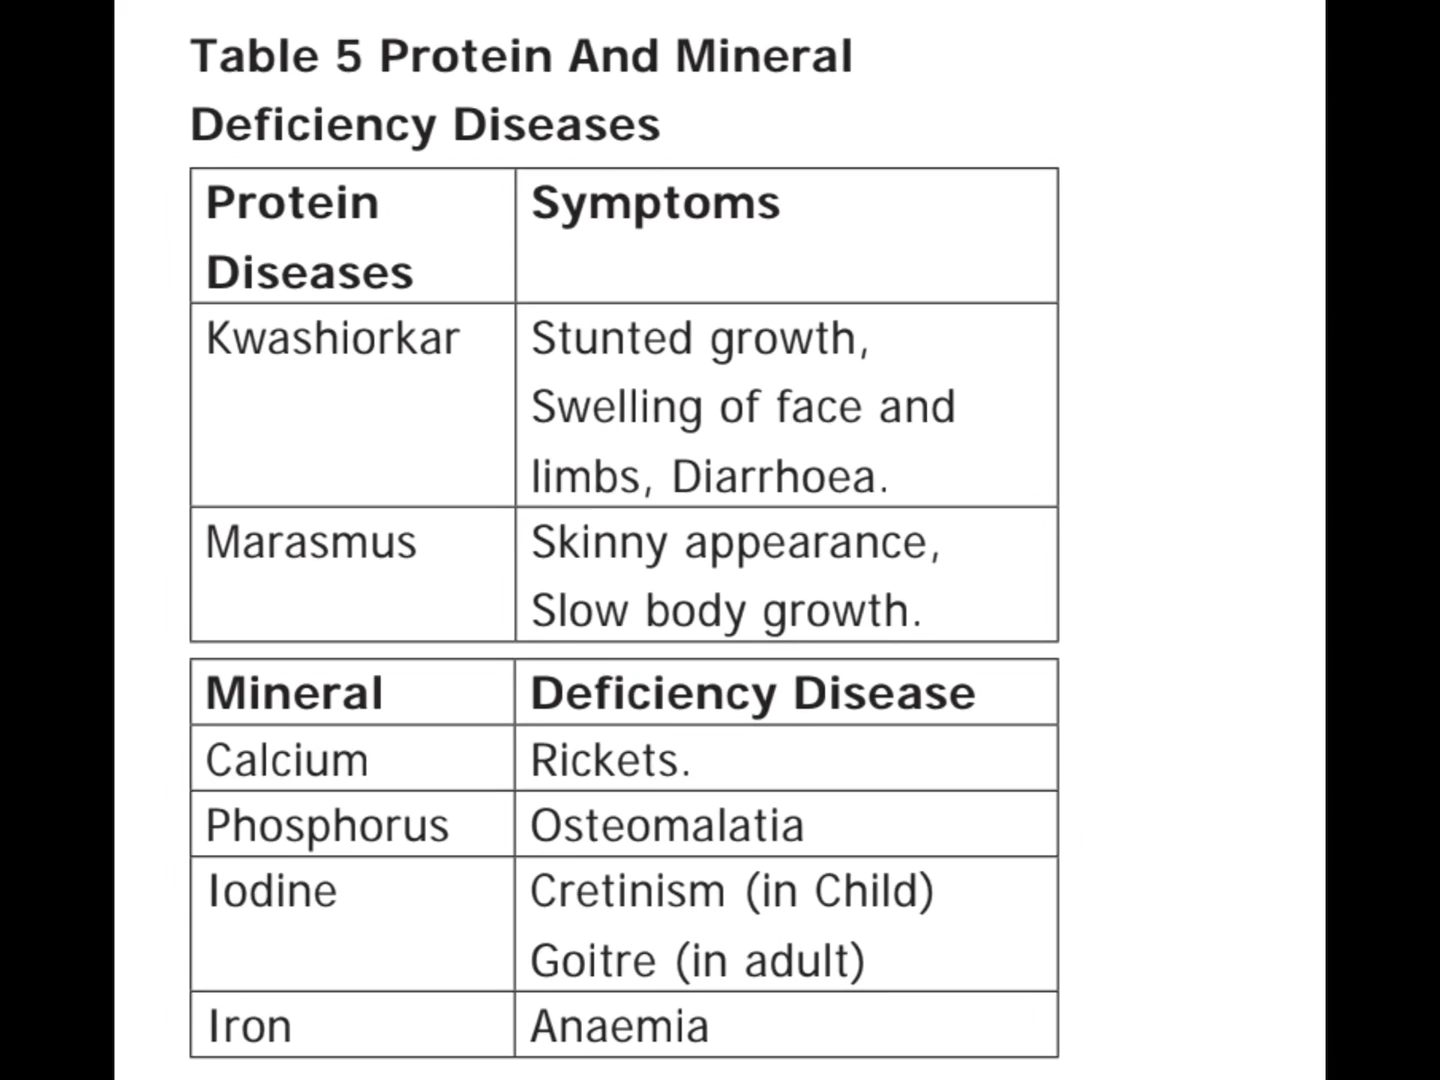 Table 5 Protein And Mineral
Deficiency Diseases
Protein Symptoms
Diseases
Kwashiorkar Stunted growth,
Swelling of face and
limbs, Diarrhoea.
Marasmus Skinny appearance,
Slow body growth.
Mineral Deficiency Disease
Calcium Rickets.
Phosphorus Osteomalatia
Iodine Cretinism (in Child)
Goitre (in adult)
Iron Anaemia